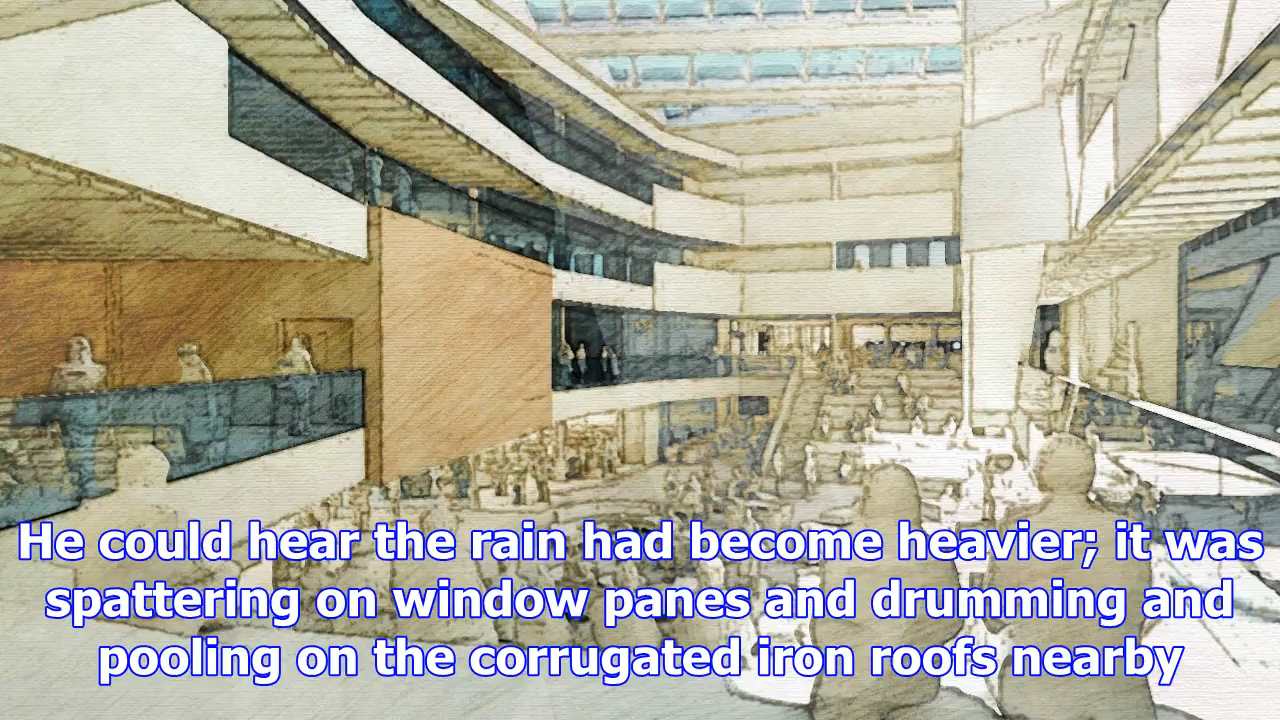 He could hear the rain had become heavier; it was
spattering on window panes and drumming and
pooling on the corrugated iron roofs nearby